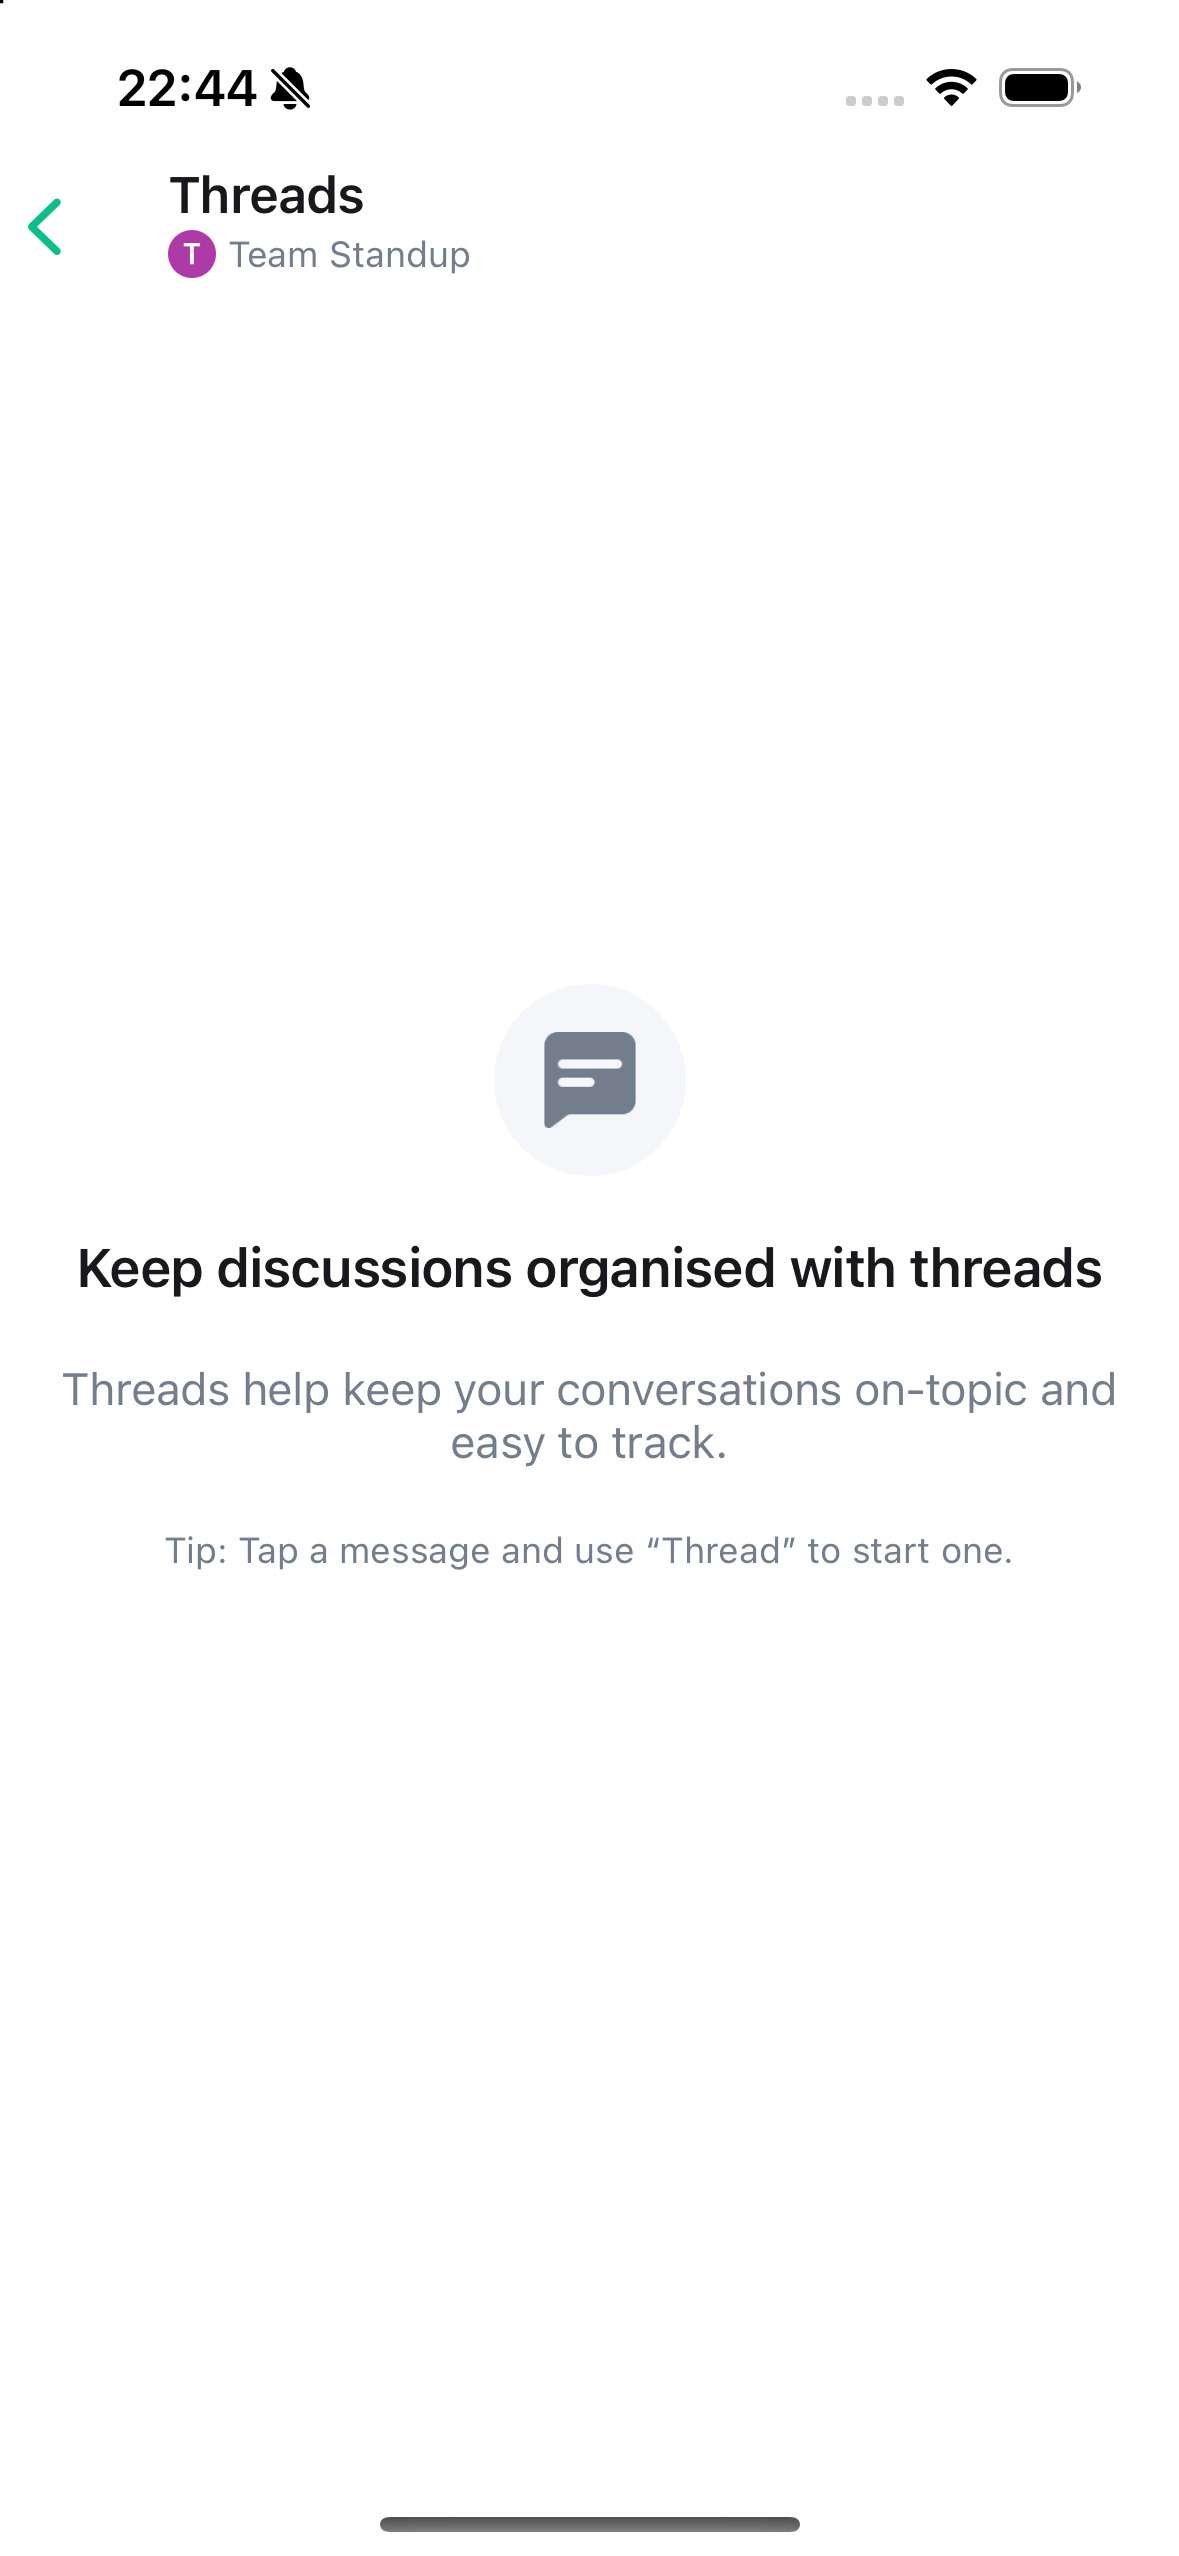 22:44
Threads
T Team Standup
Keep discussions organised with threads
Threads help keep your conversations on-topic and
easy to track.
Tip: Tap a message and use “Thread” to start one.